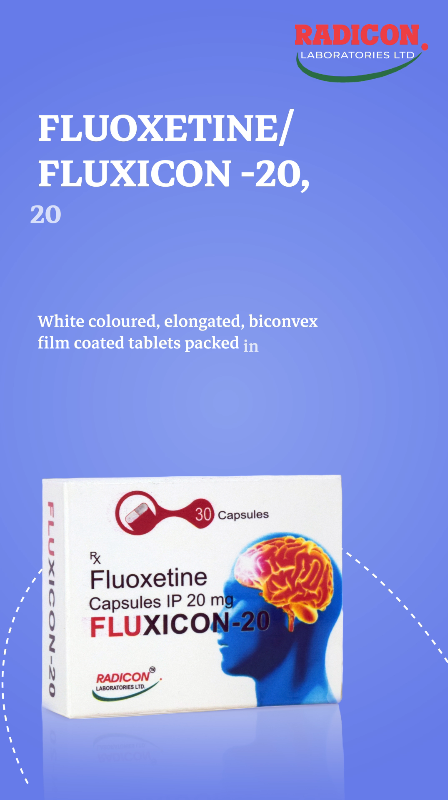 RADICON
LABORATORIES LTD
FLUOXETINE/
FLUXICON -20,
20
White coloured, elongated, biconvex
film coated tablets packed in
30 Capsules
Rx
Fluoxetine
Capsules IP 20 mg
FLUXICON-20
RADICON
LABORATORIES LTD.
FLUXICON-20